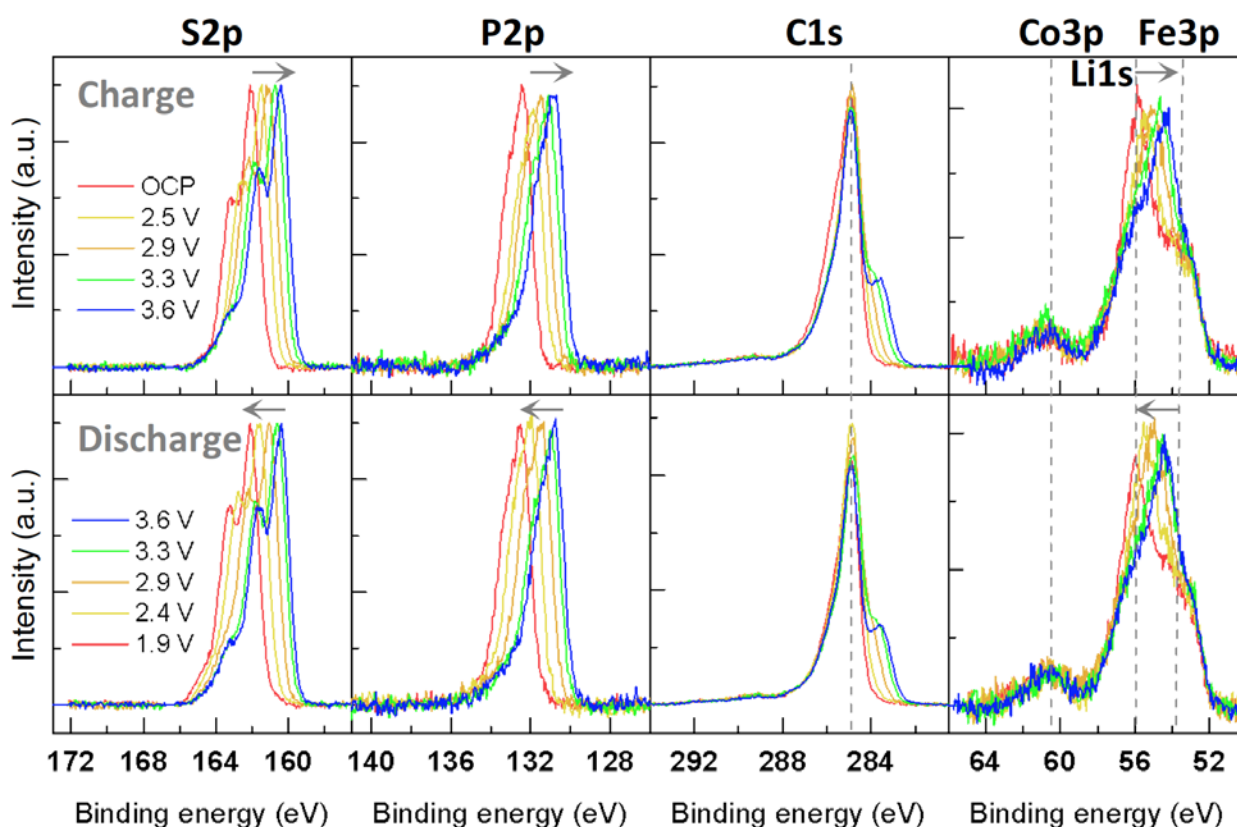 S2p P2p C1s Co3p Fe3p
Li1s
Charge
OCP
2.5 V
2.9 V
3.3 V
3.6 V
Intensity (a.u.)
Discharge
3.6 V
3.3 V
2.9 V
2.4 V
1.9 V
Intensity (a.u.)
172 168 164 160 140 136 132 128 292 288 284 64 60 56 52
Binding energy (eV) Binding energy (eV) Binding energy (eV) Binding energy (eV)